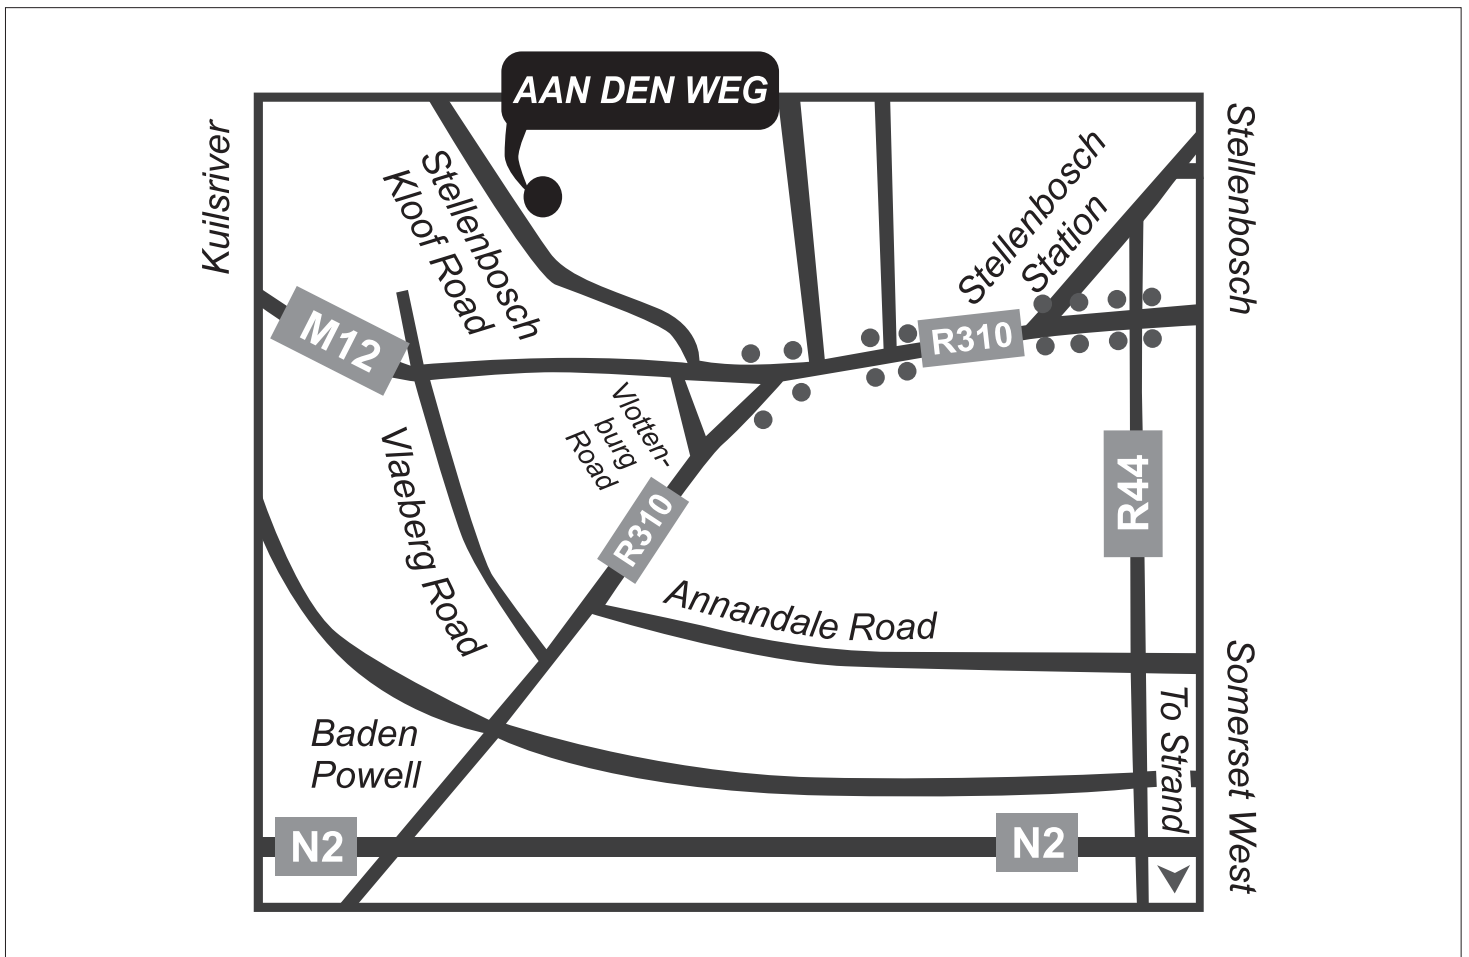 AAN DEN WEG
Kuilsriver
Stellenbosch
Kloof Road
Stellenbosch
Station
Stellenbosch
M12
R310
Vlotten-
burg
Road
Vlaeberg Road
R310
R44
Annandale Road
Baden
Powell
To Strand
Somerset West
N2
N2